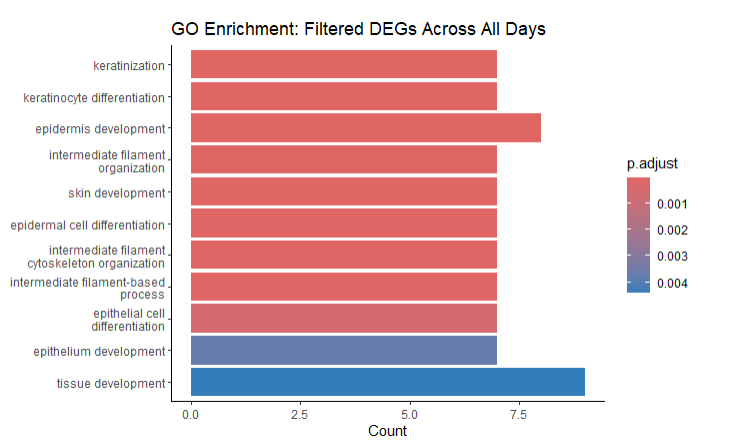 GO Enrichment: Filtered DEGs Across All Days
keratinization
keratinocyte differentiation
epidermis development
intermediate filament
organization
skin development
epidermal cell differentiation
intermediate filament
cytoskeleton organization
intermediate filament-based
process
epithelial cell
differentiation
epithelium development
tissue development
0.0
2.5
5.0
7.5
Count
p.adjust
0.001
0.002
0.003
0.004